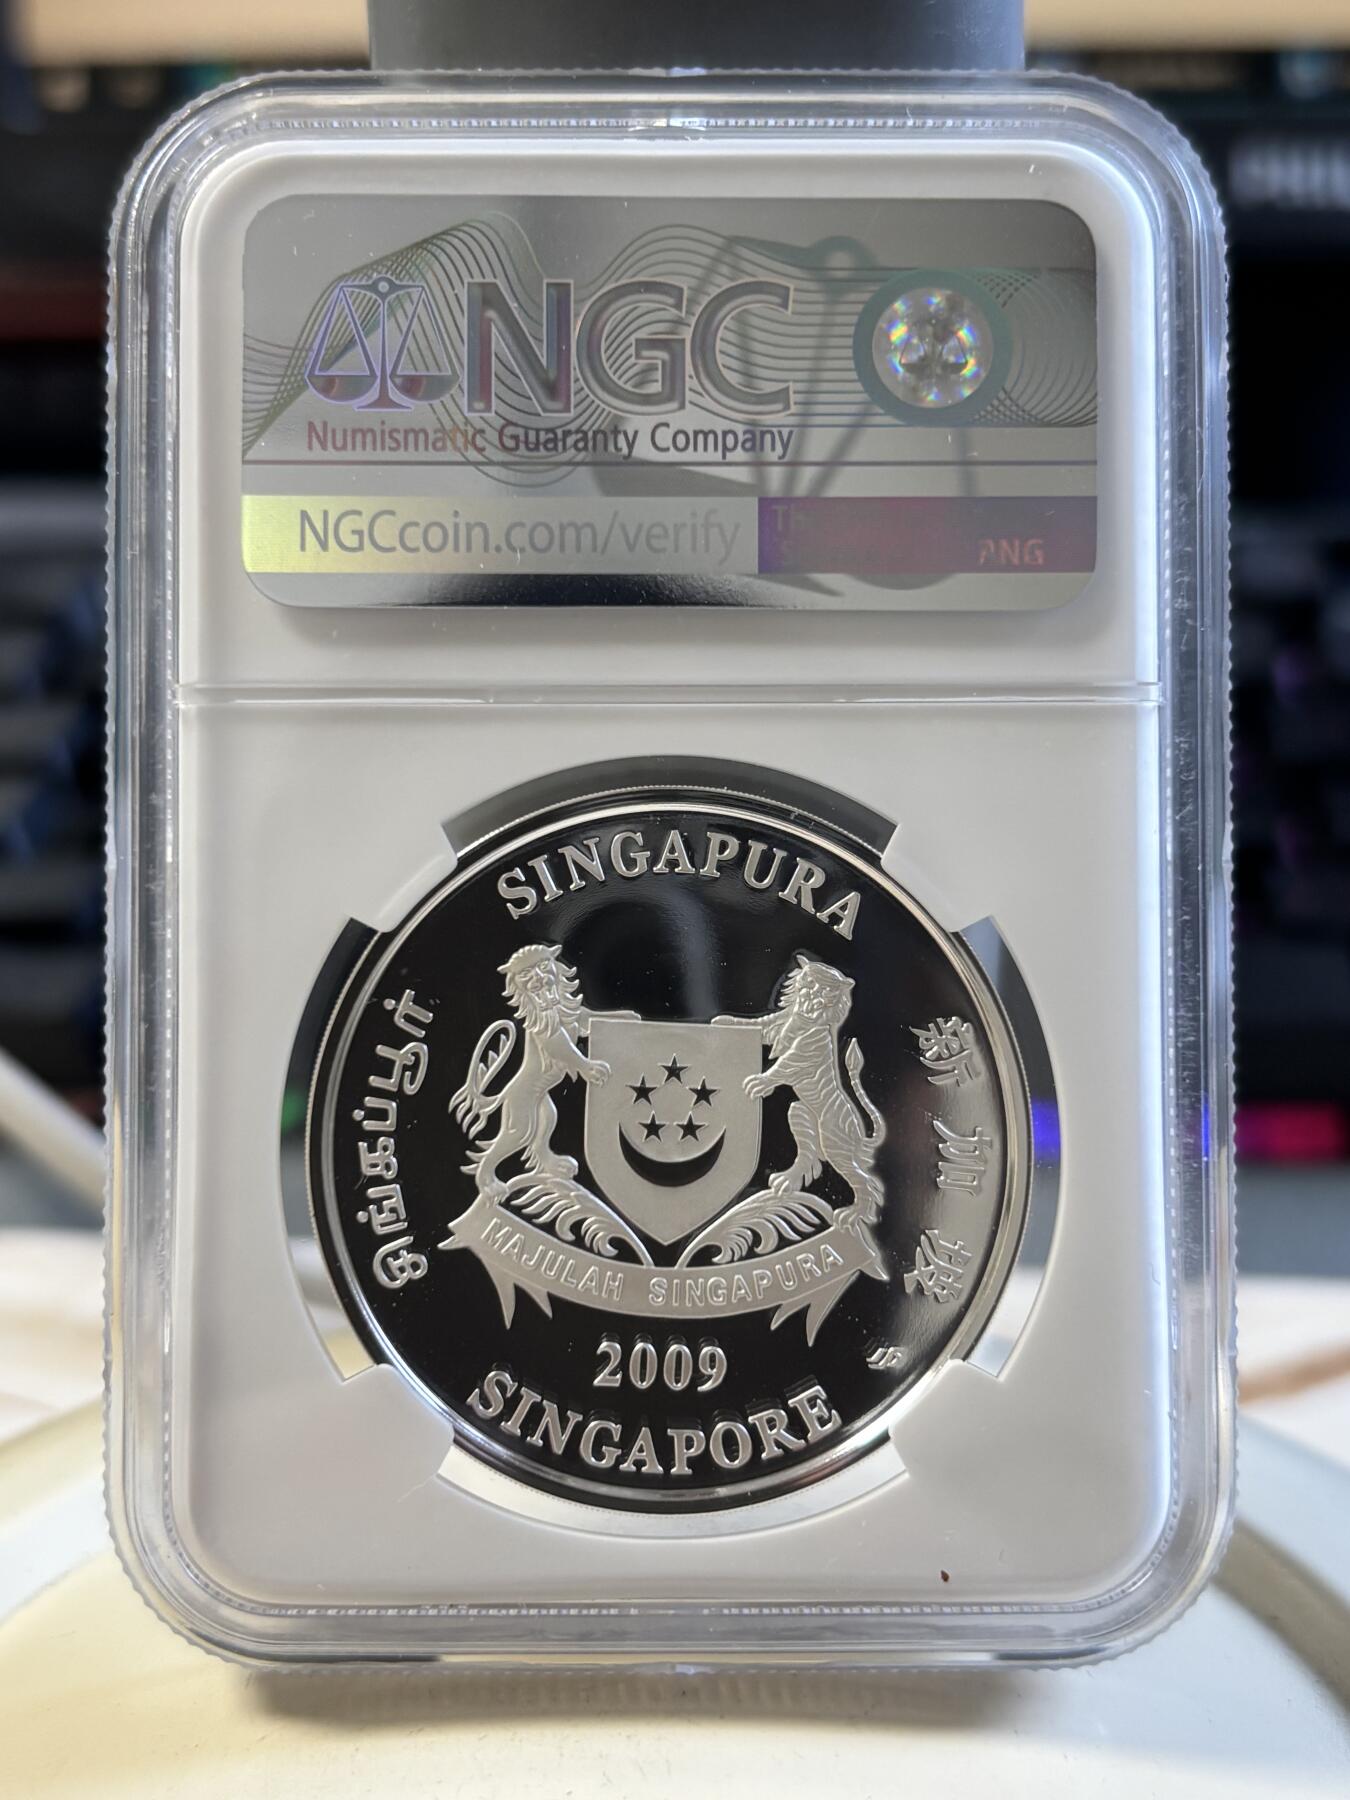 NGC
Numismatic Guaranty Company
NGCcoin.com/verify
SINGAPURA
சிங்கப்பூர்
新加坡
MAJULAH SINGAPURA
2009
SINGAPORE